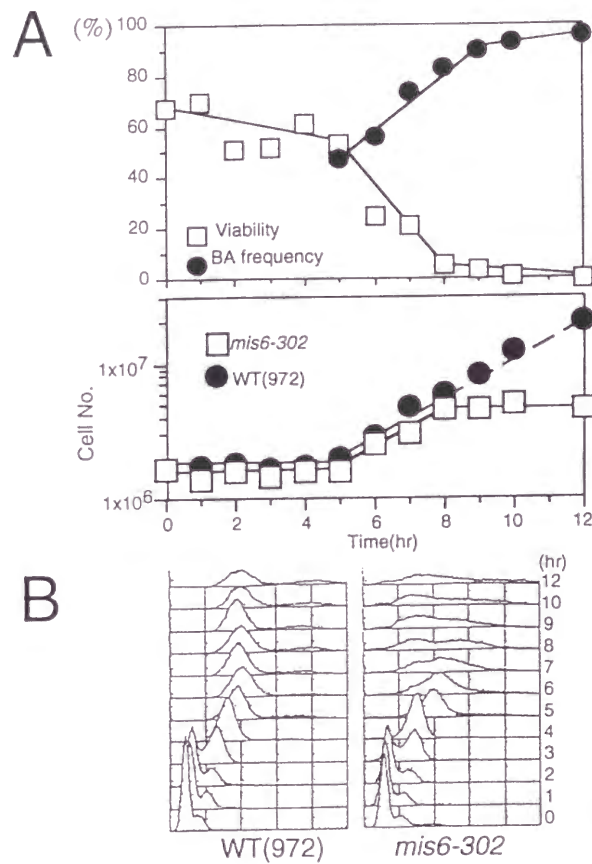 A
(%)
100
80
60
40
20
0
Viability
BA frequency
mis6-302
WT(972)
Cell No.
1x10⁷
1x10⁶
0 2 4 6 8 10 12
Time(hr)
B
(hr)
12
10
9
8
7
6
5
4
3
2
1
0
WT(972)
mis6-302